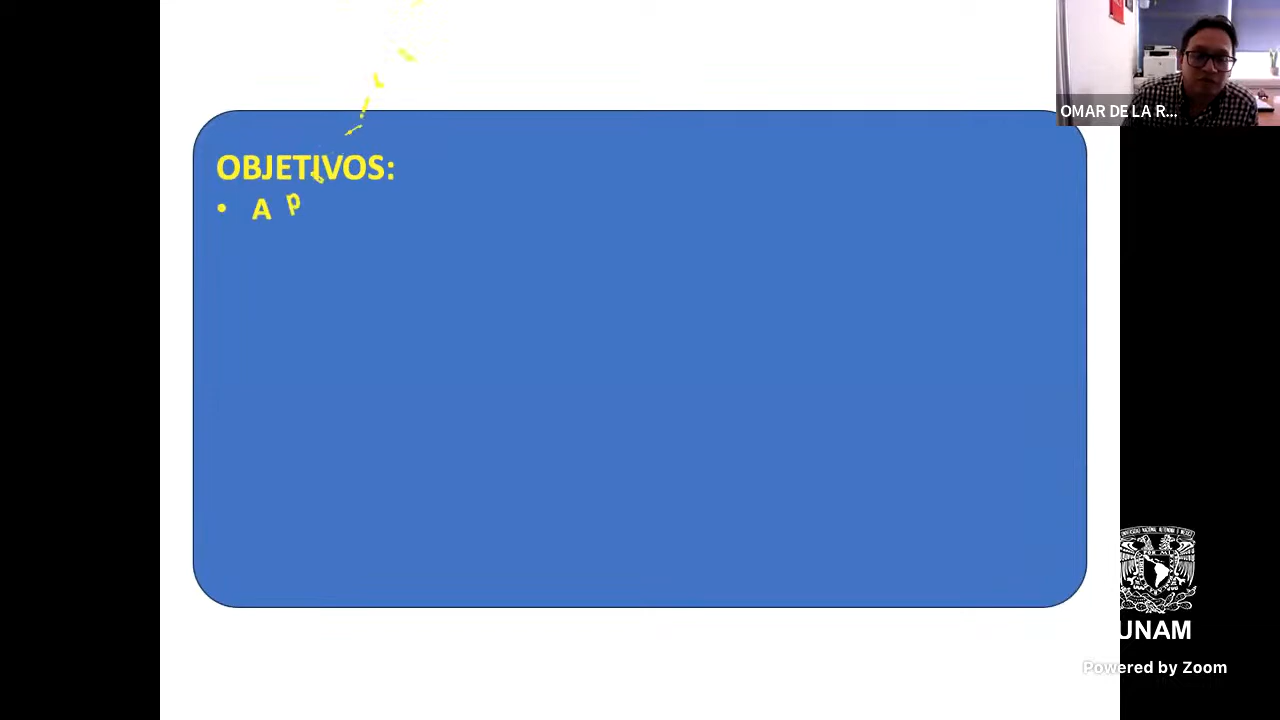 OMAR DE LA R...
OBJETIVOS:
• A p
UNAM
Powered by Zoom